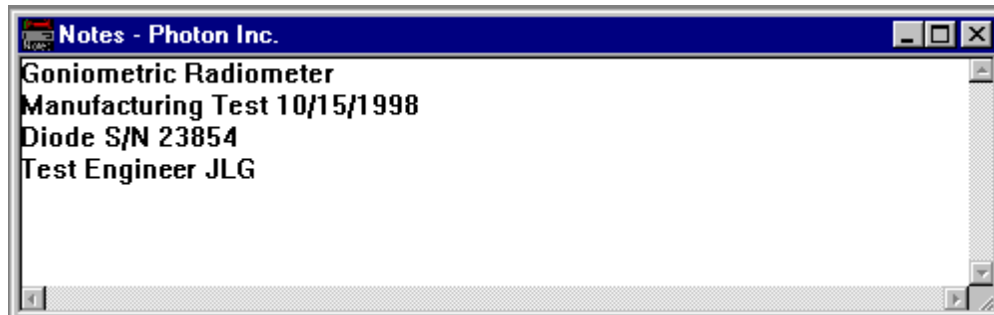 Notes - Photon Inc.
Goniometric Radiometer
Manufacturing Test 10/15/1998
Diode S/N 23854
Test Engineer JLG